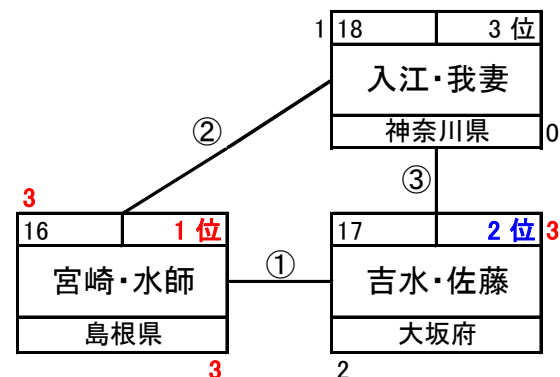 1 18 3 位
入江・我妻
② 神奈川県 0
③
3
16 1 位 17 2 位 3
宮崎・水師 ① 吉水・佐藤
島根県 大坂府
3 2